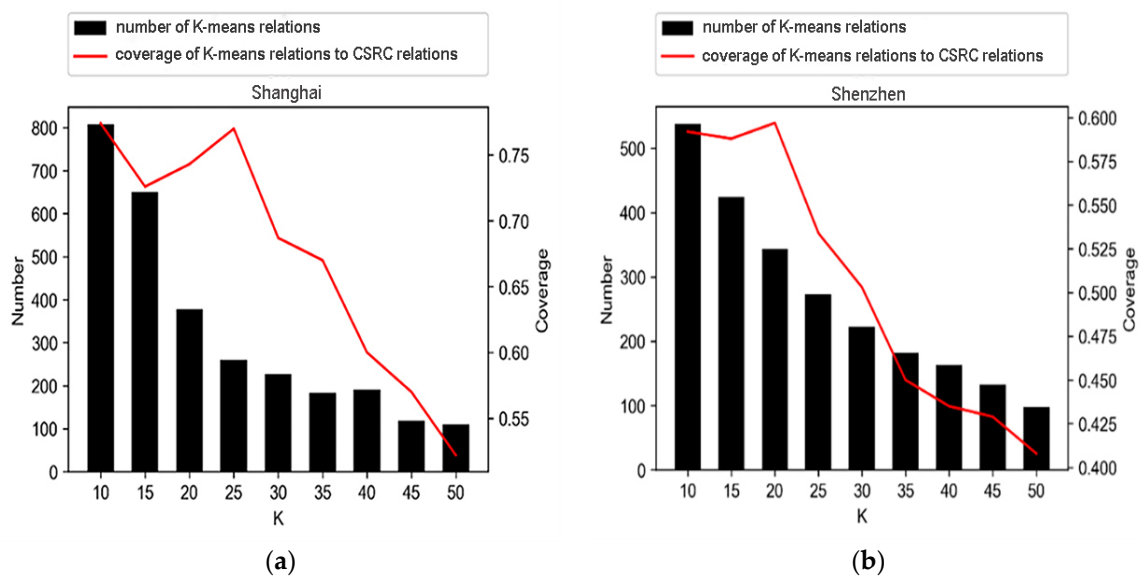 number of K-means relations
coverage of K-means relations to CSRC relations
Shanghai
800
700
600
500
400
300
200
100
0
Number
0.75
0.70
0.65
0.60
0.55
Coverage
10 15 20 25 30 35 40 45 50
K
(a)
number of K-means relations
coverage of K-means relations to CSRC relations
Shenzhen
500
400
300
200
100
0
Number
0.600
0.575
0.550
0.525
0.500
0.475
0.450
0.425
0.400
Coverage
10 15 20 25 30 35 40 45 50
K
(b)